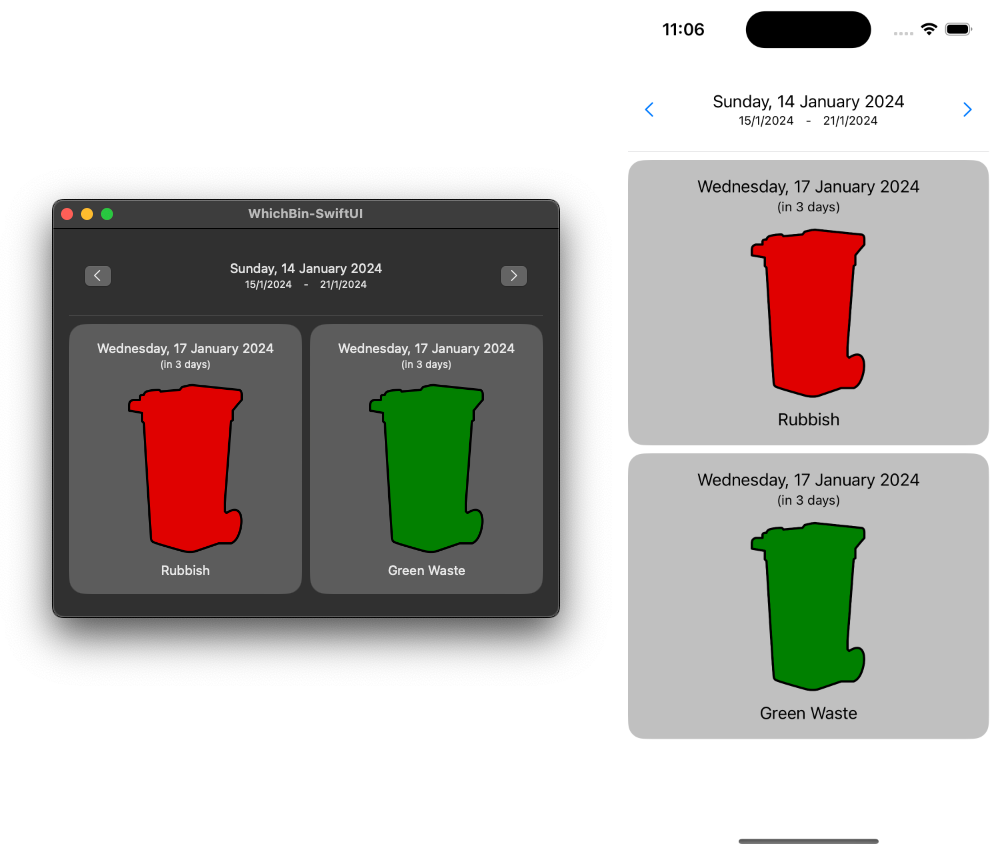 WhichBin-SwiftUI
Sunday, 14 January 2024
15/1/2024 - 21/1/2024
Wednesday, 17 January 2024
(in 3 days)
Rubbish
Wednesday, 17 January 2024
(in 3 days)
Green Waste
11:06
Sunday, 14 January 2024
15/1/2024 - 21/1/2024
Wednesday, 17 January 2024
(in 3 days)
Rubbish
Wednesday, 17 January 2024
(in 3 days)
Green Waste